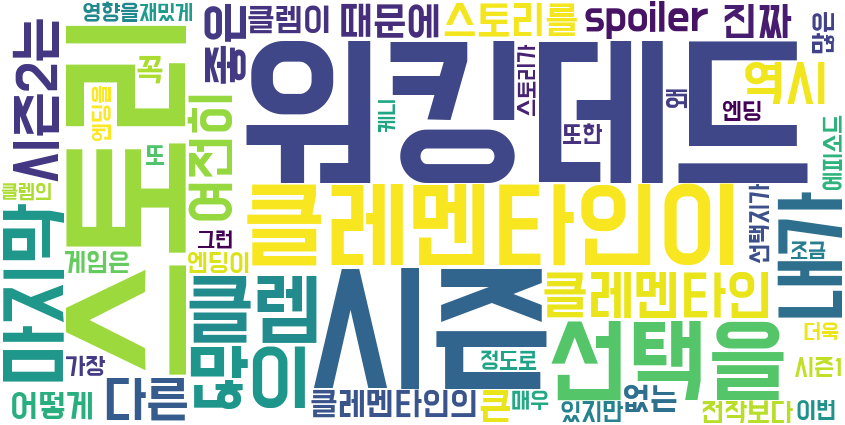 영향을
재밌게
시즌2는
꼭
엔딩을
또
스토리
좋은
클렘이
때문에
스토리를
spoiler
진짜
많은
워킹데드
케니
스토리가
또한
왜
엔딩
역시
에피소드
여전히
클레멘타인이
선택지가
내가
조금
클렘의
마지막
게임은
그런
엔딩이
클렘
시즌
클레멘타인
더욱
많이
정도로
선택을
시즌1
가장
어떻게
다른
클레멘타인의
큰
매우
있지만
없는
전작보다
이번